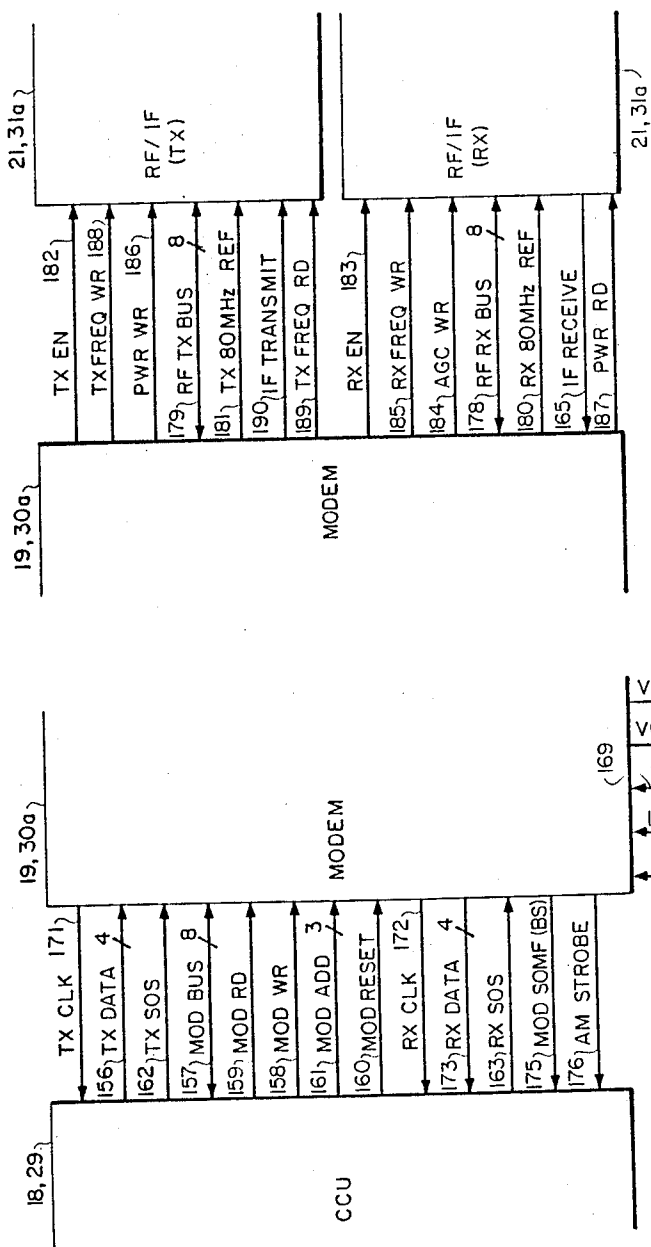 21, 31a
RF/IF
(TX)
TX EN 182
TXFREQ WR 188
PWR WR 186
179 RF TX BUS 8
181 TX 80MHz REF
190 IF TRANSMIT
189 TX FREQ RD
RF/IF
(RX)
21, 31a
RX EN 183
185 RXFREQ WR
184 AGC WR
178 RF RX BUS 8
180 RX 80MHz REF
165 IF RECEIVE
187 PWR RD
19, 30a
MODEM
19, 30a
MODEM
169
TX CLK 171
156 TX DATA 4
162 TX SOS
157 MOD BUS 8
159 MOD RD
158 MOD WR
161 MOD ADD 3
160 MOD RESET
RX CLK 172
173 RX DATA 4
163 RX SOS
175 MOD SOMF (BS)
176 AM STROBE
18, 29
CCU